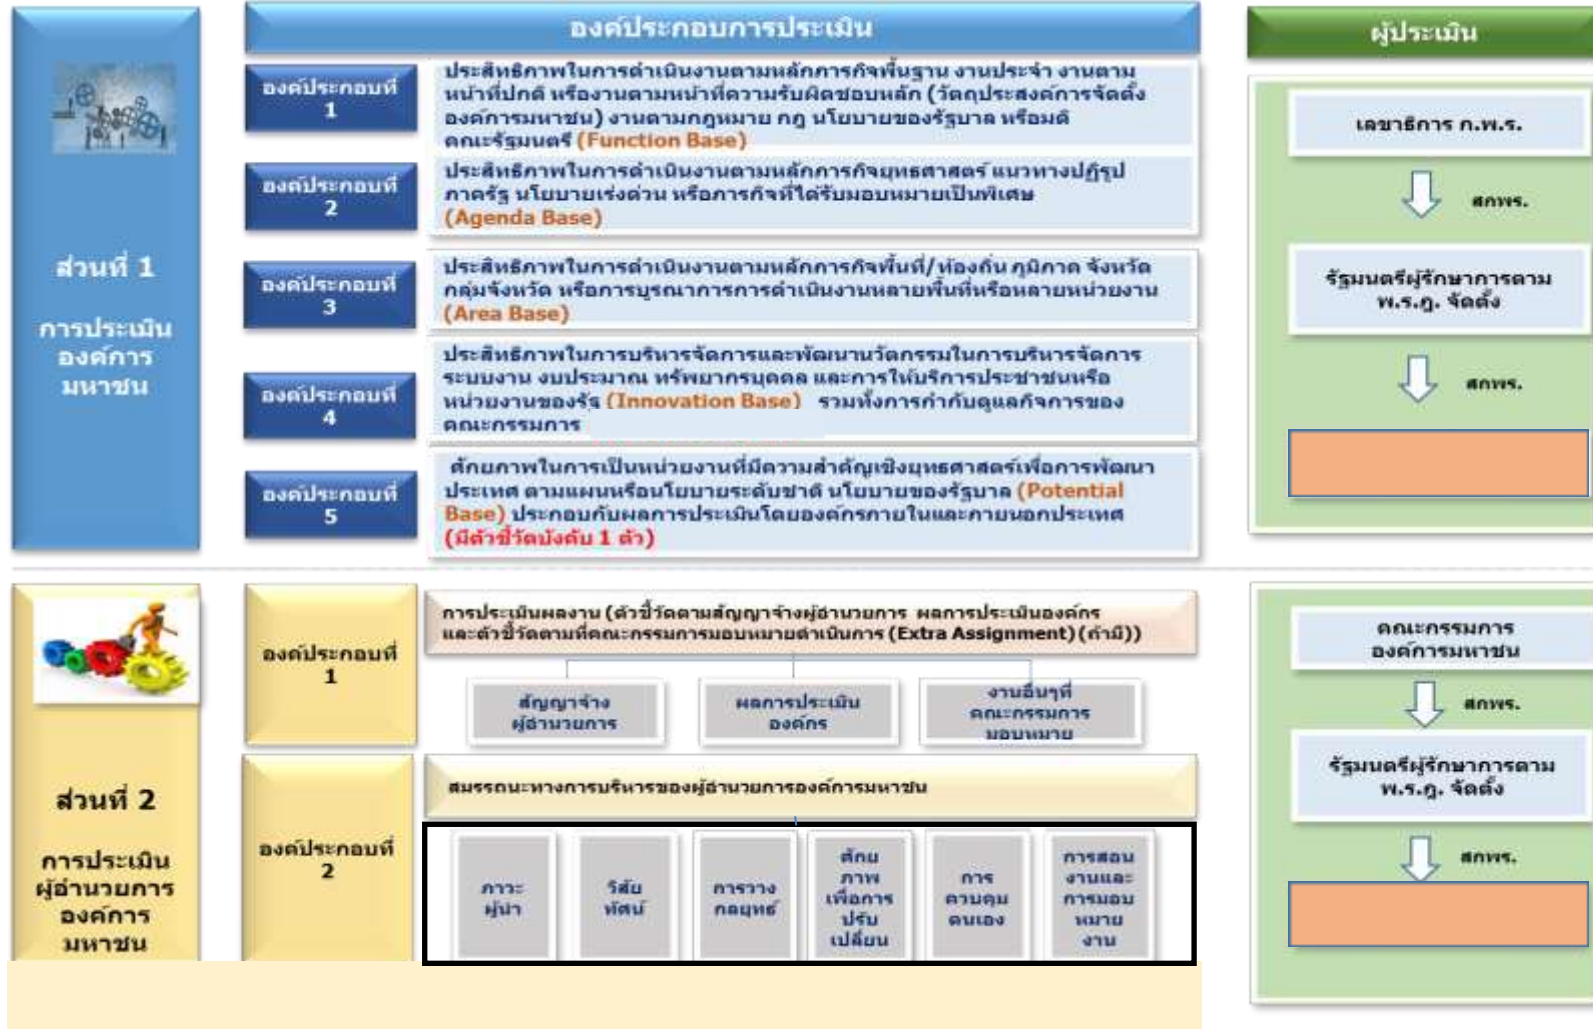 องค์ประกอบการประเมิน
ผู้ประเมิน
ส่วนที่ 1
การประเมิน
องค์การ
มหาชน
องค์ประกอบที่
1
ประสิทธิภาพในการดำเนินงานตามหลักภารกิจพื้นฐาน งานประจำ งานตาม
หน้าที่ปกติ หรืองานตามหน้าที่ความรับผิดชอบหลัก (วัตถุประสงค์การจัดตั้ง
องค์การมหาชน) งานตามกฎหมาย กฎ นโยบายของรัฐบาล หรือมติ
คณะรัฐมนตรี (Function Base)
องค์ประกอบที่
2
ประสิทธิภาพในการดำเนินงานตามหลักภารกิจยุทธศาสตร์ แนวทางปฏิรูป
ภาครัฐ นโยบายเร่งด่วน หรือภารกิจที่ได้รับมอบหมายเป็นพิเศษ
(Agenda Base)
องค์ประกอบที่
3
ประสิทธิภาพในการดำเนินงานตามหลักภารกิจพื้นที่/ท้องถิ่น ภูมิภาค จังหวัด
กลุ่มจังหวัด หรือการบูรณาการการดำเนินงานหลายพื้นที่หรือหลายหน่วยงาน
(Area Base)
องค์ประกอบที่
4
ประสิทธิภาพในการบริหารจัดการและพัฒนานวัตกรรมในการบริหารจัดการ
ระบบงาน งบประมาณ ทรัพยากรบุคคล และการให้บริการประชาชนหรือ
หน่วยงานของรัฐ (Innovation Base) รวมทั้งการกำกับดูแลกิจการของ
คณะกรรมการ
องค์ประกอบที่
5
ศักยภาพในการเป็นหน่วยงานที่มีความสำคัญเชิงยุทธศาสตร์เพื่อการพัฒนา
ประเทศ ตามแผนหรือนโยบายระดับชาติ นโยบายของรัฐบาล (Potential
Base) ประกอบกับผลการประเมินโดยองค์กรภายในและภายนอกประเทศ
(มีตัวชี้วัดบังคับ 1 ตัว)
เลขาธิการ ก.พ.ร.
สกพร.
รัฐมนตรีผู้รักษาการตาม
พ.ร.ฎ. จัดตั้ง
สกพร.
ส่วนที่ 2
การประเมิน
ผู้อำนวยการ
องค์การ
มหาชน
องค์ประกอบที่
1
การประเมินผลงาน (ตัวชี้วัดตามสัญญาจ้างผู้อำนวยการ ผลการประเมินองค์กร
และตัวชี้วัดตามที่คณะกรรมการมอบหมายดำเนินการ (Extra Assignment) (ถ้ามี))
สัญญาจ้าง
ผู้อำนวยการ
ผลการประเมิน
องค์กร
งานอื่นๆที่
คณะกรรมการ
มอบหมาย
องค์ประกอบที่
2
สมรรถนะทางการบริหารของผู้อำนวยการองค์การมหาชน
ภาวะ
ผู้นำ
วิสัย
ทัศน์
การวาง
กลยุทธ์
ศักย
ภาพ
เพื่อการ
ปรับ
เปลี่ยน
การ
ควบคุม
ตนเอง
การสอน
งานและ
การมอบ
หมาย
งาน
คณะกรรมการ
องค์การมหาชน
สกพร.
รัฐมนตรีผู้รักษาการตาม
พ.ร.ฎ. จัดตั้ง
สกพร.